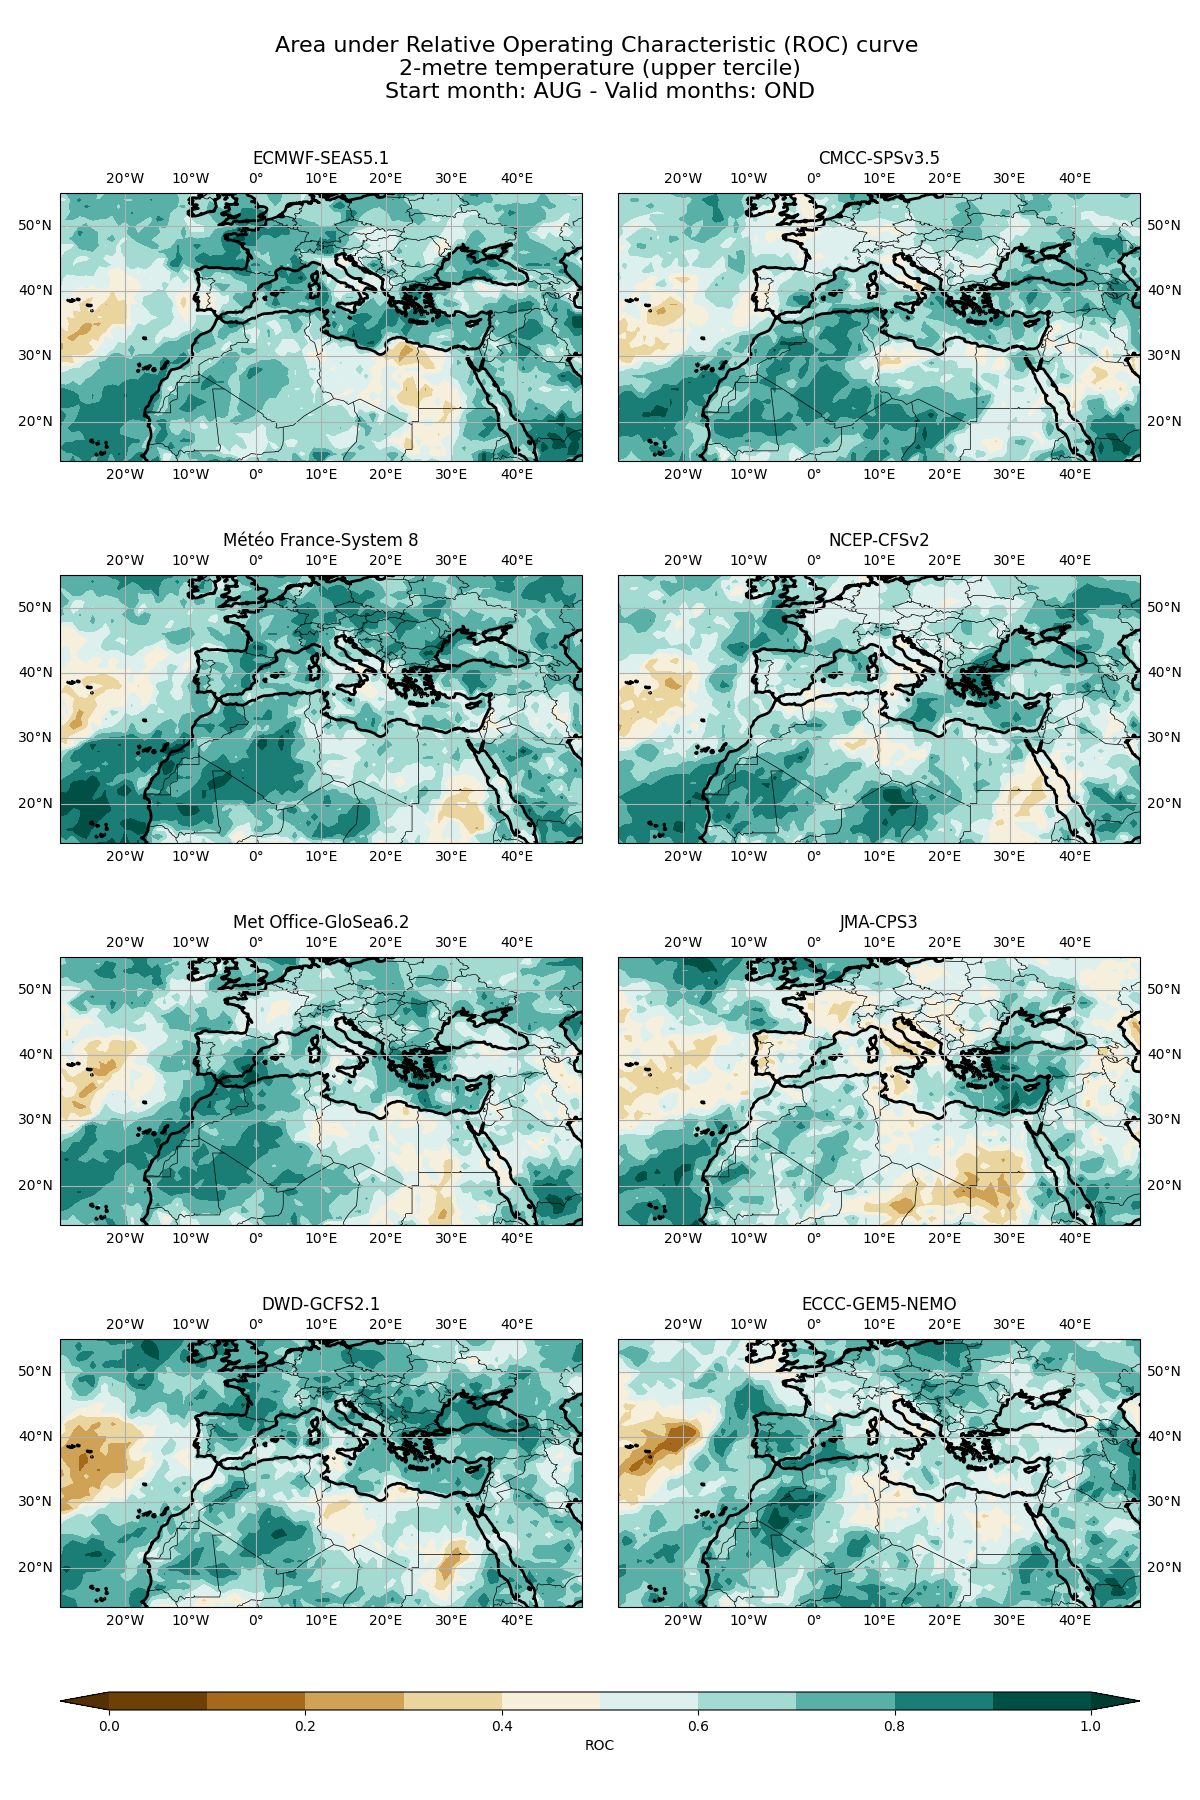 Area under Relative Operating Characteristic (ROC) curve
2-metre temperature (upper tercile)
Start month: AUG - Valid months: OND
ECMWF-SEAS5.1 CMCC-SPSv3.5
20°W 10°W 0° 10°E 20°E 30°E 40°E 20°W 10°W 0° 10°E 20°E 30°E 40°E
50°N 50°N
40°N 40°N
30°N 30°N
20°N 20°N
20°W 10°W 0° 10°E 20°E 30°E 40°E 20°W 10°W 0° 10°E 20°E 30°E 40°E
Météo France-System 8 NCEP-CFSv2
20°W 10°W 0° 10°E 20°E 30°E 40°E 20°W 10°W 0° 10°E 20°E 30°E 40°E
50°N 50°N
40°N 40°N
30°N 30°N
20°N 20°N
20°W 10°W 0° 10°E 20°E 30°E 40°E 20°W 10°W 0° 10°E 20°E 30°E 40°E
Met Office-GloSea6.2 JMA-CPS3
20°W 10°W 0° 10°E 20°E 30°E 40°E 20°W 10°W 0° 10°E 20°E 30°E 40°E
50°N 50°N
40°N 40°N
30°N 30°N
20°N 20°N
20°W 10°W 0° 10°E 20°E 30°E 40°E 20°W 10°W 0° 10°E 20°E 30°E 40°E
DWD-GCFS2.1 ECCC-GEM5-NEMO
20°W 10°W 0° 10°E 20°E 30°E 40°E 20°W 10°W 0° 10°E 20°E 30°E 40°E
50°N 50°N
40°N 40°N
30°N 30°N
20°N 20°N
20°W 10°W 0° 10°E 20°E 30°E 40°E 20°W 10°W 0° 10°E 20°E 30°E 40°E
0.0 0.2 0.4 0.6 0.8 1.0
ROC